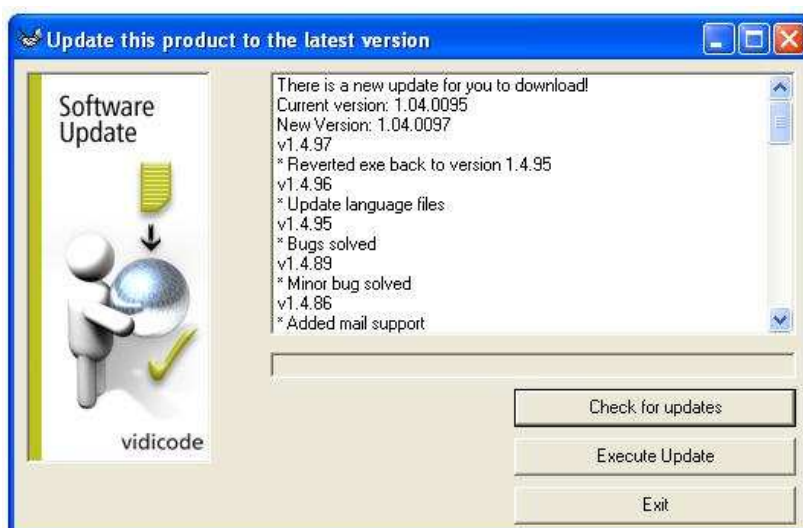 Update this product to the latest version
Software
Update
vidicode
There is a new update for you to download!
Current version: 1.04.0095
New Version: 1.04.0097
v1.4.97
* Reverted exe back to version 1.4.95
v1.4.96
* Update language files
v1.4.95
* Bugs solved
v1.4.89
* Minor bug solved
v1.4.86
* Added mail support
Check for updates
Execute Update
Exit